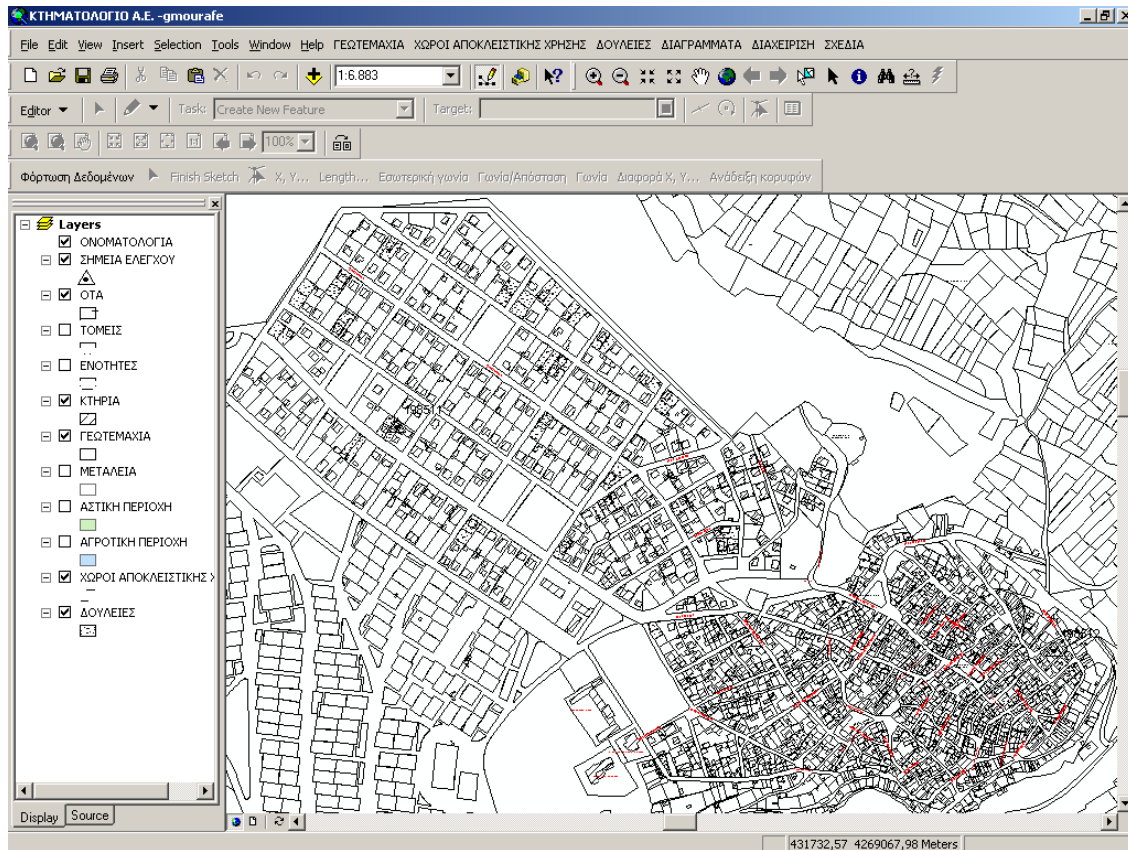 ΚΤΗΜΑΤΟΛΟΓΙΟ Α.Ε. -gmourafe
File Edit View Insert Selection Tools Window Help ΓΕΩΤΕΜΑΧΙΑ ΧΩΡΟΙ ΑΠΟΚΛΕΙΣΤΙΚΗΣ ΧΡΗΣΗΣ ΔΟΥΛΕΙΕΣ ΔΙΑΓΡΑΜΜΑΤΑ ΔΙΑΧΕΙΡΙΣΗ ΣΧΕΔΙΑ
1:6.883
Editor Task: Create New Feature Target:
100%
Φόρτωση Δεδομένων Finish Sketch X, Y... Length... Εσωτερική γωνία Γωνία/Απόσταση Γωνία Διαφορά X, Y... Ανάδειξη κορυφών
Layers
ΟΝΟΜΑΤΟΛΟΓΙΑ
ΣΗΜΕΙΑ ΕΛΕΓΧΟΥ
ΟΤΑ
ΤΟΜΕΙΣ
ΕΝΟΤΗΤΕΣ
ΚΤΗΡΙΑ
ΓΕΩΤΕΜΑΧΙΑ
ΜΕΤΑΛΕΙΑ
ΑΣΤΙΚΗ ΠΕΡΙΟΧΗ
ΑΓΡΟΤΙΚΗ ΠΕΡΙΟΧΗ
ΧΩΡΟΙ ΑΠΟΚΛΕΙΣΤΙΚΗΣ Χ
ΔΟΥΛΕΙΕΣ
Display Source
431732,57 4269067,98 Meters